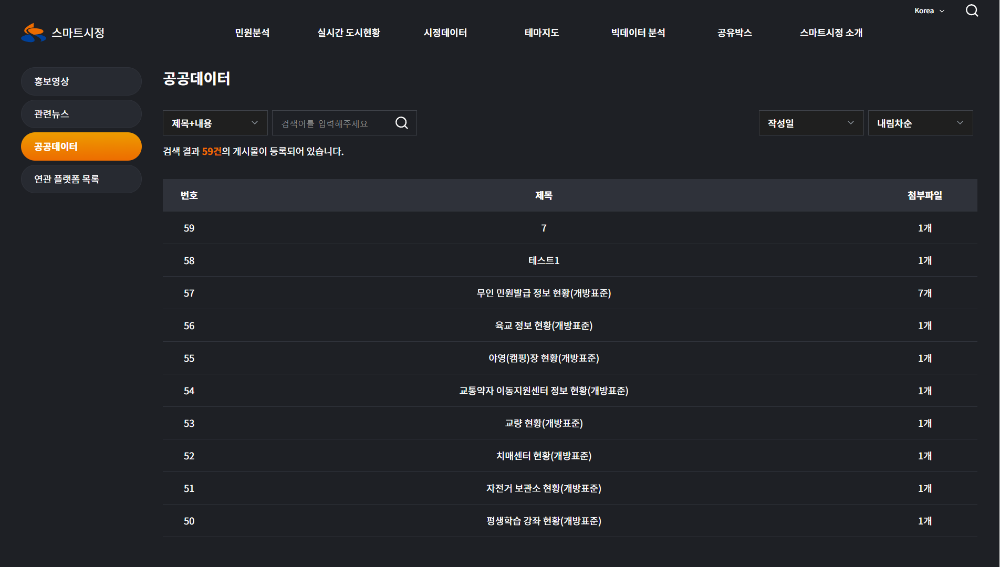 Korea
스마트시정
민원분석 실시간 도시현황 시정데이터 테마지도 빅데이터 분석 공유박스 스마트시정 소개
홍보영상
관련뉴스
공공데이터
연관 플랫폼 목록
공공데이터
제목+내용 검색어를 입력해주세요 작성일 내림차순
검색 결과 59건의 게시물이 등록되어 있습니다.
번호 제목 첨부파일
59 7 1개
58 테스트1 1개
57 무인 민원발급 정보 현황(개방표준) 7개
56 육교 정보 현황(개방표준) 1개
55 야영(캠핑)장 현황(개방표준) 1개
54 교통약자 이동지원센터 정보 현황(개방표준) 1개
53 교량 현황(개방표준) 1개
52 치매센터 현황(개방표준) 1개
51 자전거 보관소 현황(개방표준) 1개
50 평생학습 강좌 현황(개방표준) 1개